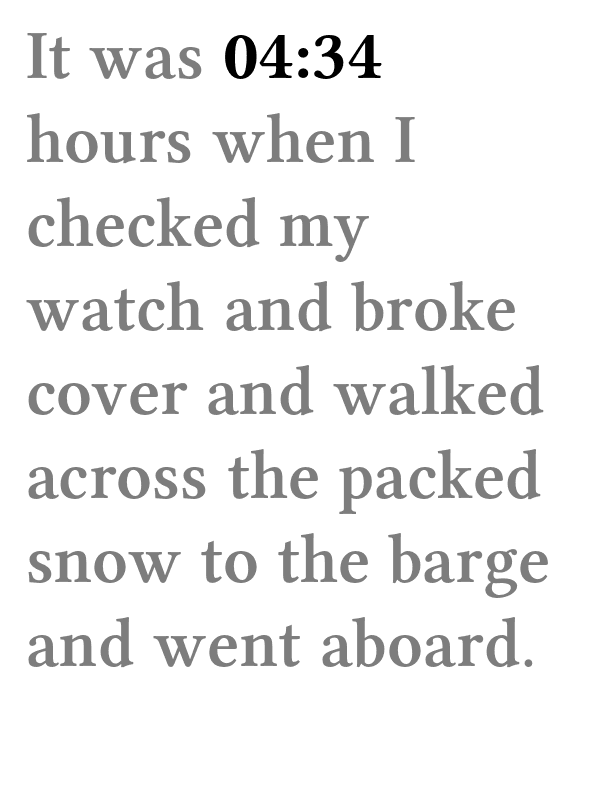 It was 04:34
hours when I
checked my
watch and broke
cover and walked
across the packed
snow to the barge
and went aboard.